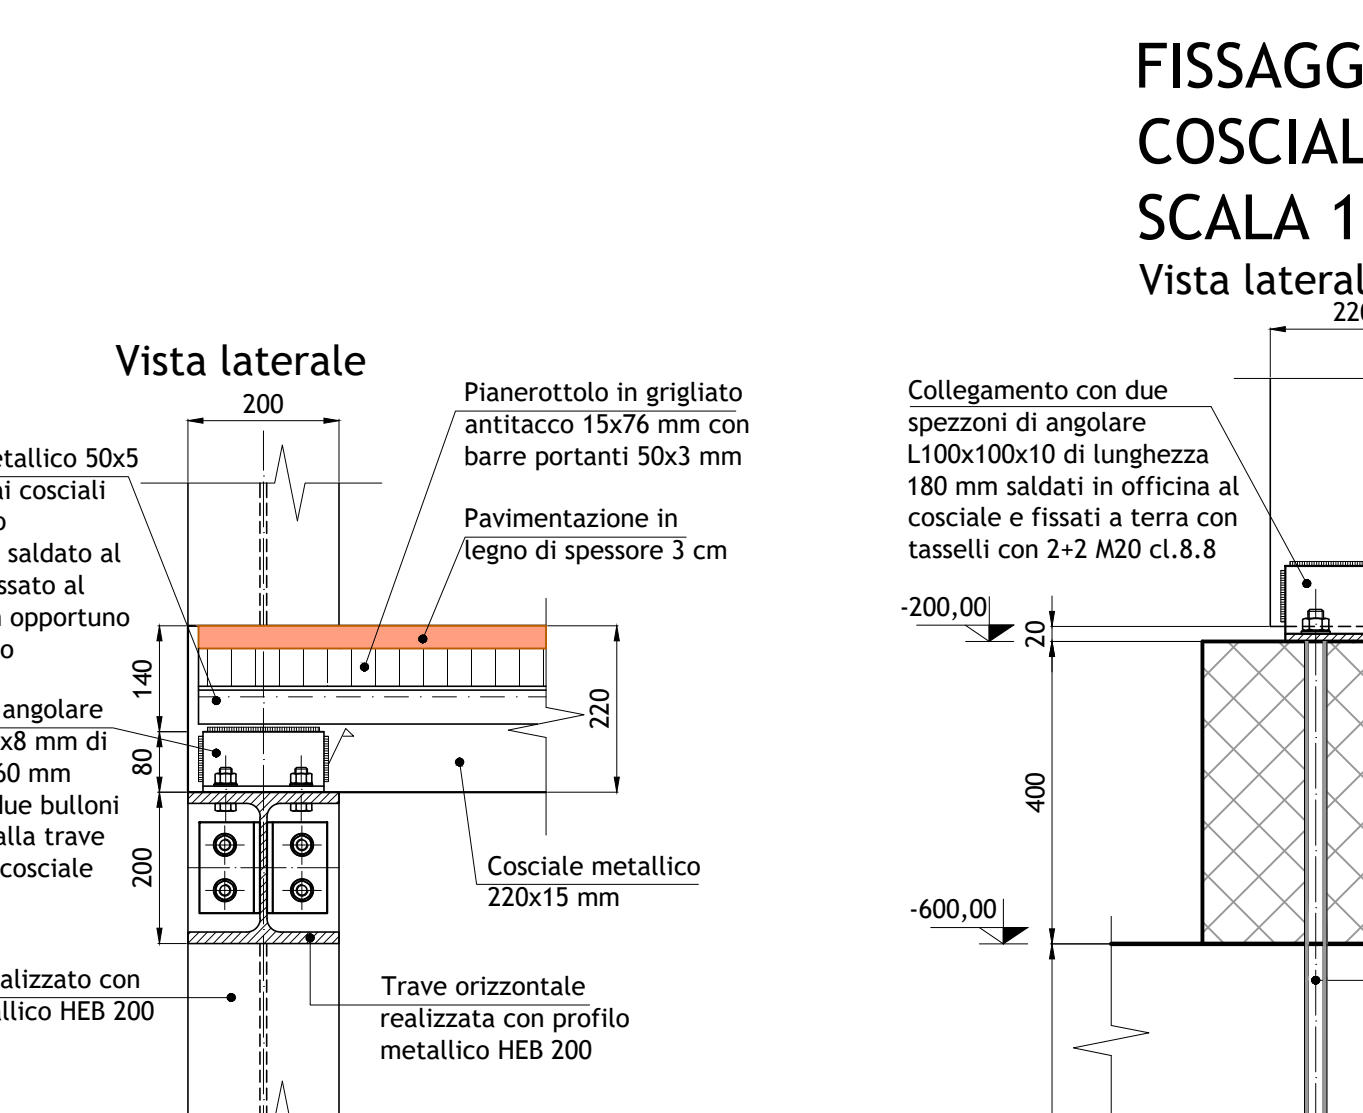 FISSAGG
COSCIAL
SCALA 1
Vista lateral
220
Vista laterale
200
Pianerottolo in grigliato
antitacco 15x76 mm con
barre portanti 50x3 mm
Pavimentazione in
legno di spessore 3 cm
etallico 50x5
ai cosciali
o
saldato al
ssato al
opportuno
o
angolare
x8 mm di
60 mm
due bulloni
alla trave
cosciale
140
80
200
220
Cosciale metallico
220x15 mm
alizzato con
allico HEB 200
Trave orizzontale
realizzata con profilo
metallico HEB 200
Collegamento con due
spezzoni di angolare
L100x100x10 di lunghezza
180 mm saldati in officina al
cosciale e fissati a terra con
tasselli con 2+2 M20 cl.8.8
-200,00
20
400
-600,00